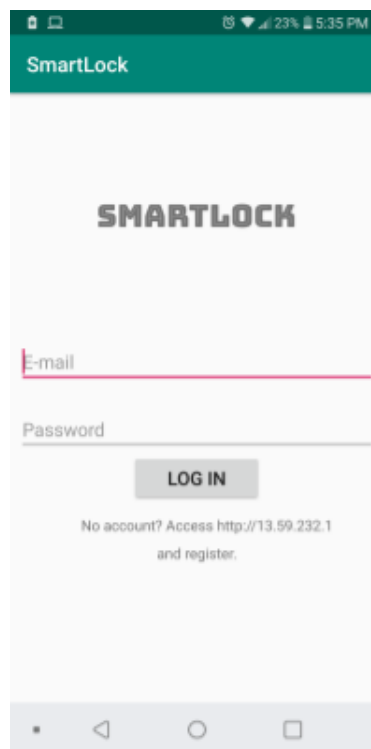 23% 5:35 PM
SmartLock
SMARTLOCK
E-mail
Password
LOG IN
No account? Access http://13.59.232.1
and register.